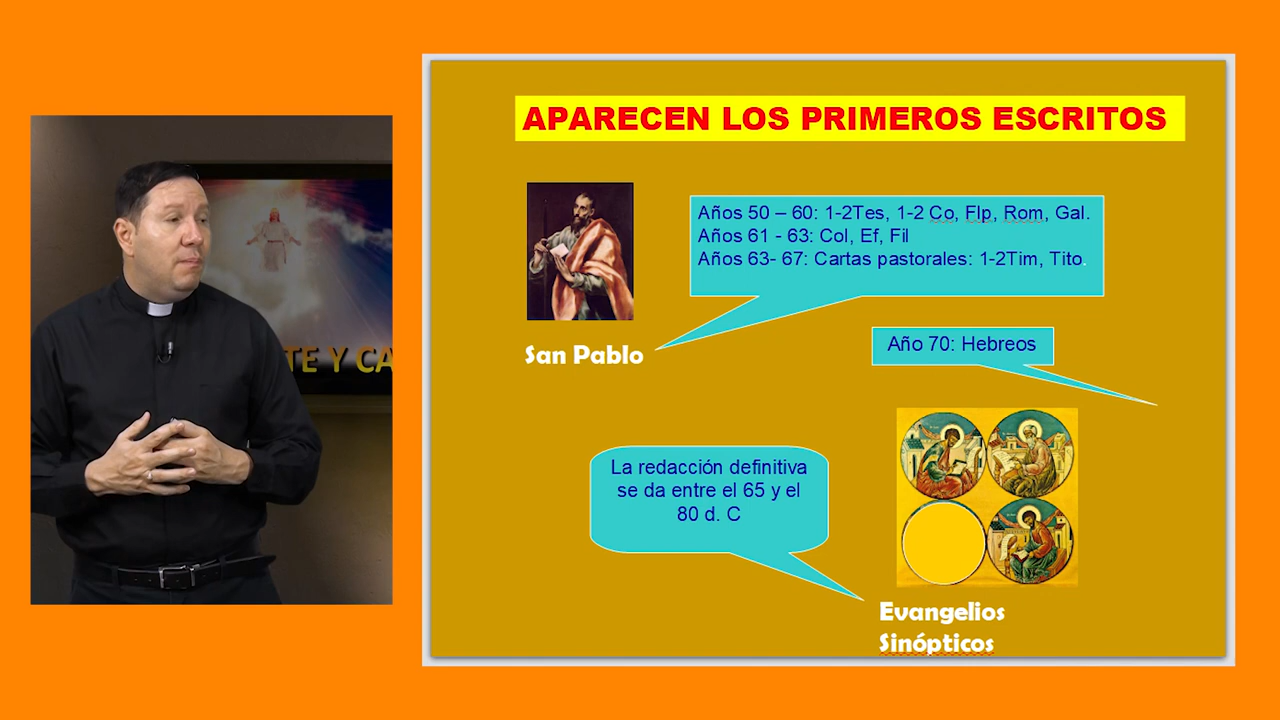 APARECEN LOS PRIMEROS ESCRITOS
Años 50 – 60: 1-2Tes, 1-2 Co, Flp, Rom, Gal.
Años 61 - 63: Col, Ef, Fil
Años 63- 67: Cartas pastorales: 1-2Tim, Tito.
San Pablo
Año 70: Hebreos
TE Y CA
La redacción definitiva
se da entre el 65 y el
80 d. C
Evangelios
Sinópticos